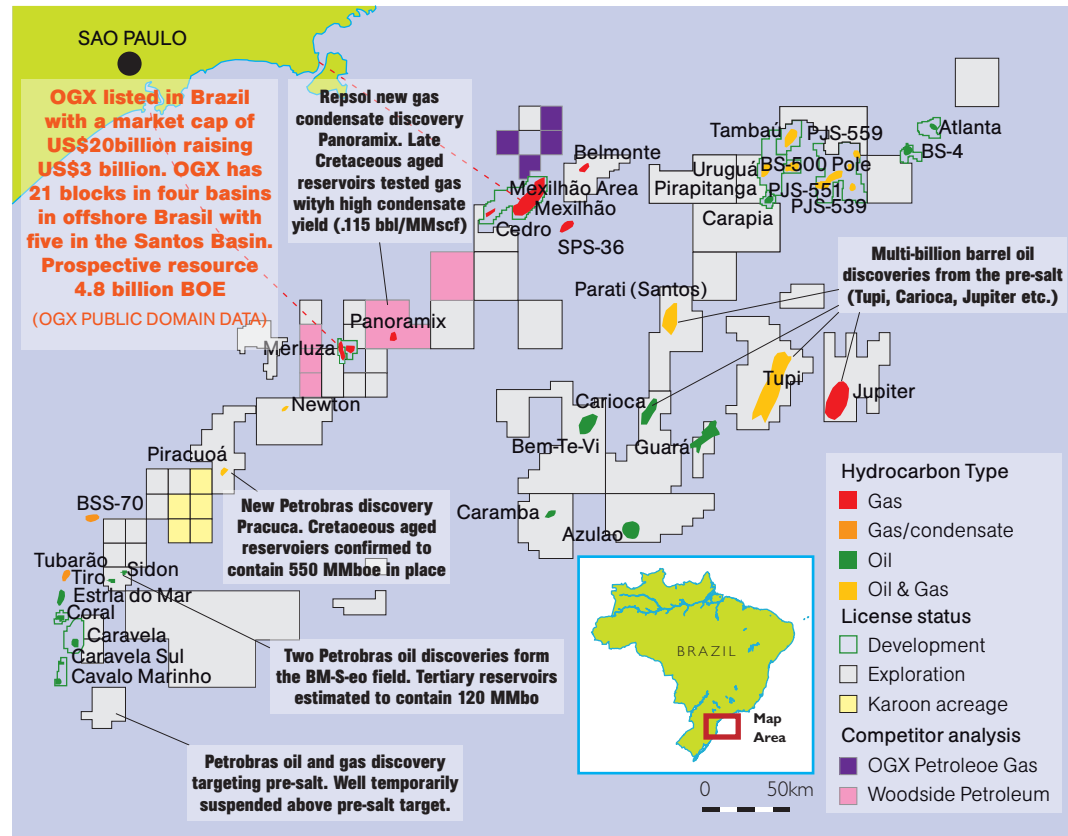 SAO PAULO
OGX listed in Brazil
with a market cap of
US$20billion raising
US$3 billion. OGX has
21 blocks in four basins
in offshore Brasil with
five in the Santos Basin.
Prospective resource
4.8 billion BOE
(OGX PUBLIC DOMAIN DATA)
Repsol new gas
condensate discovery
Panoramix. Late
Cretaceous aged
reservoirs tested gas
wityh high condensate
yield (.115 bbl/MMscf)
Belmonte
Mexilhão Area
Mexilhão
Cedro
SPS-36
Tambaú
PJS-559
Atlanta
BS-4
Uruguá
BS-500 Pole
Pirapitanga
PJS-551
PJS-539
Carapia
Multi-billion barrel oil
discoveries from the pre-salt
(Tupi, Carioca, Jupiter etc.)
Parati (Santos)
Panoramix
Merluza
Tupi
Jupiter
Newton
Carioca
Bem-Te-Vi
Guará
Piracuoá
BSS-70
New Petrobras discovery
Pracuca. Cretaoeous aged
reservoiers confirmed to
contain 550 MMboe in place
Caramba
Azulao
Tubarão
Tiro
Sidon
Estrla do Mar
Coral
Caravela
Caravela Sul
Cavalo Marinho
Two Petrobras oil discoveries form
the BM-S-eo field. Tertiary reservoirs
estimated to contain 120 MMbo
Petrobras oil and gas discovery
targeting pre-salt. Well temporarily
suspended above pre-salt target.
BRAZIL
Map
Area
0 50km
Hydrocarbon Type
Gas
Gas/condensate
Oil
Oil & Gas
License status
Development
Exploration
Karoon acreage
Competitor analysis
OGX Petroleoe Gas
Woodside Petroleum